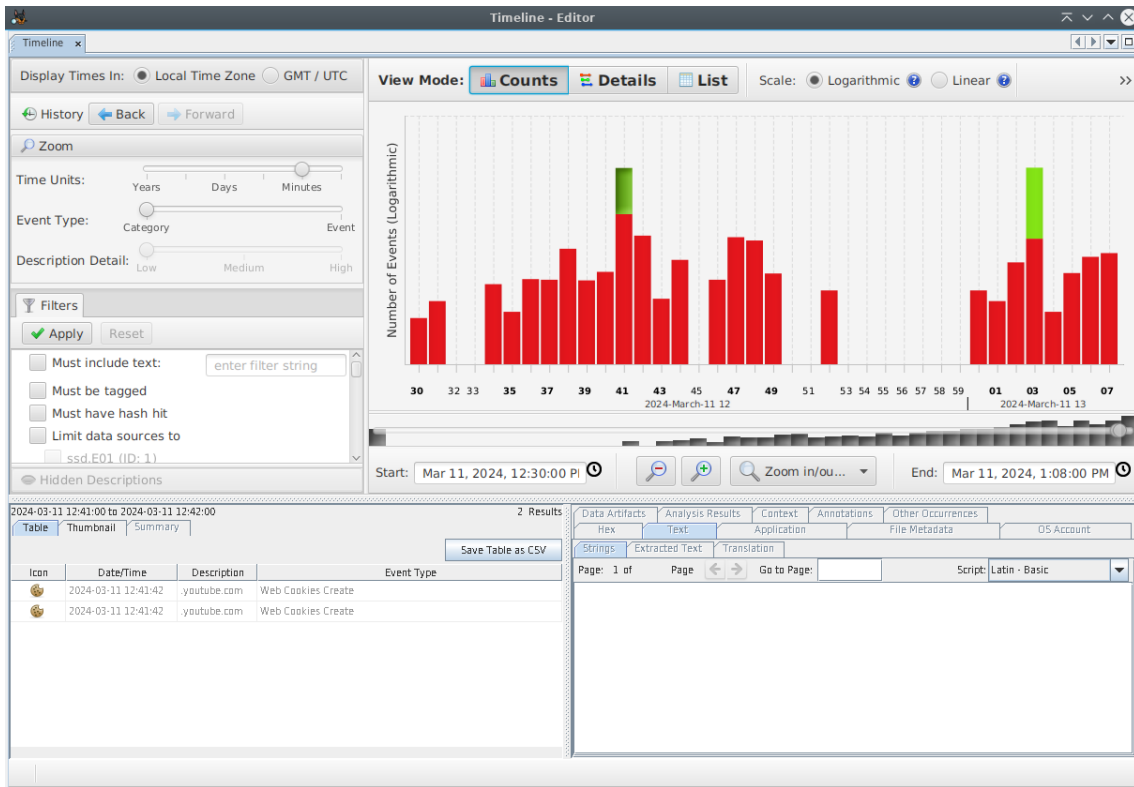 Timeline - Editor
Timeline x
Display Times In: Local Time Zone GMT / UTC
History Back Forward
Zoom
Time Units:
Years Days Minutes
Event Type:
Category Event
Description Detail:
Low Medium High
Filters
Apply Reset
Must include text: enter filter string
Must be tagged
Must have hash hit
Limit data sources to
ssd.E01 (ID: 1)
Hidden Descriptions
View Mode: Counts Details List Scale: Logarithmic ? Linear ? >>
Number of Events (Logarithmic)
30 32 33 35 37 39 41 43 45 47 49 51 53 54 55 56 57 58 59 01 03 05 07
2024-March-11 12 2024-March-11 13
Start: Mar 11, 2024, 12:30:00 P Zoom in/ou... End: Mar 11, 2024, 1:08:00 PM
2024-03-11 12:41:00 to 2024-03-11 12:42:00 2 Results
Table Thumbnail Summary
Save Table as CSV
Icon Date/Time Description Event Type
2024-03-11 12:41:42 .youtube.com Web Cookies Create
2024-03-11 12:41:42 .youtube.com Web Cookies Create
Data Artifacts Analysis Results Context Annotations Other Occurrences
Hex Text Application File Metadata OS Account
Strings Extracted Text Translation
Page: 1 of Page Go to Page: Script: Latin - Basic